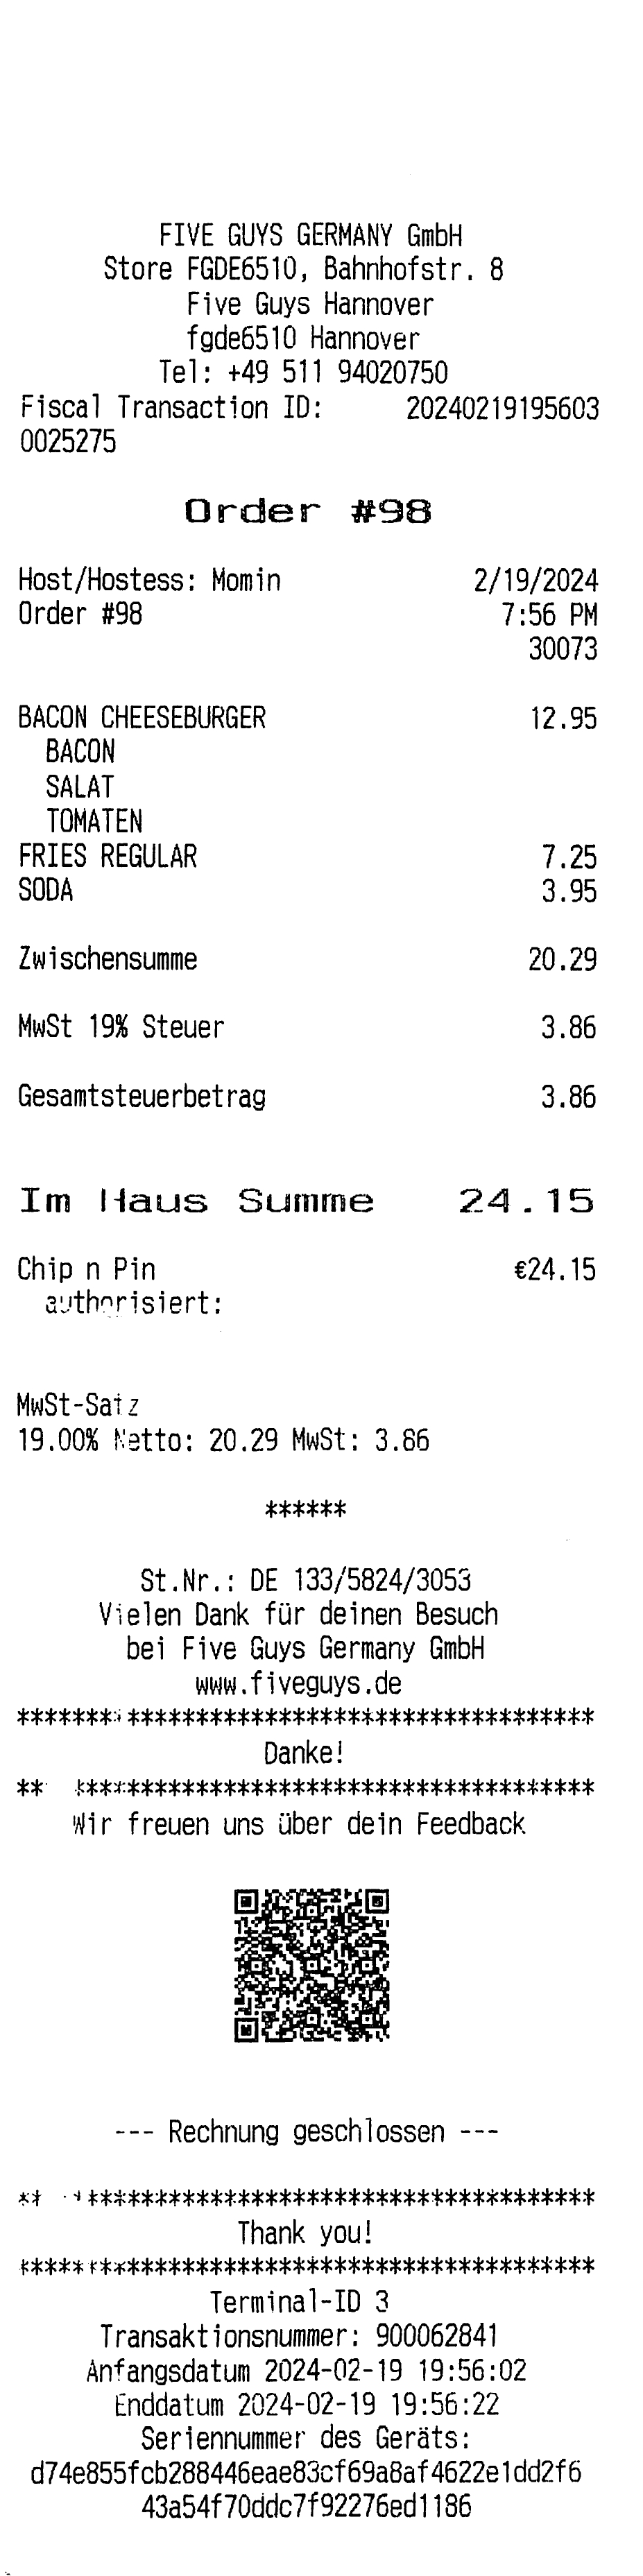 FIVE GUYS GERMANY GmbH
Store FGDE6510, Bahnhofstr. 8
Five Guys Hannover
fgde6510 Hannover
Tel: +49 511 94020750
Fiscal Transaction ID: 20240219195603
0025275
Order #98
Host/Hostess: Momin 2/19/2024
Order #98 7:56 PM
30073
BACON CHEESEBURGER 12.95
BACON
SALAT
TOMATEN
FRIES REGULAR 7.25
SODA 3.95
Zwischensumme 20.29
MwSt 19% Steuer 3.86
Gesamtsteuerbetrag 3.86
Im Haus Summe 24.15
Chip n Pin €24.15
authorisiert:
MwSt-Satz
19.00% Netto: 20.29 MwSt: 3.86
******
St.Nr.: DE 133/5824/3053
Vielen Dank für deinen Besuch
bei Five Guys Germany GmbH
www.fiveguys.de
******************************************
Danke!
******************************************
Wir freuen uns über dein Feedback
--- Rechnung geschlossen ---
******************************************
Thank you!
******************************************
Terminal-ID 3
Transaktionsnummer: 900062841
Anfangsdatum 2024-02-19 19:56:02
Enddatum 2024-02-19 19:56:22
Seriennummer des Geräts:
d74e855fcb288446eae83cf69a8af4622e1dd2f6
43a54f70ddc7f92276ed1186